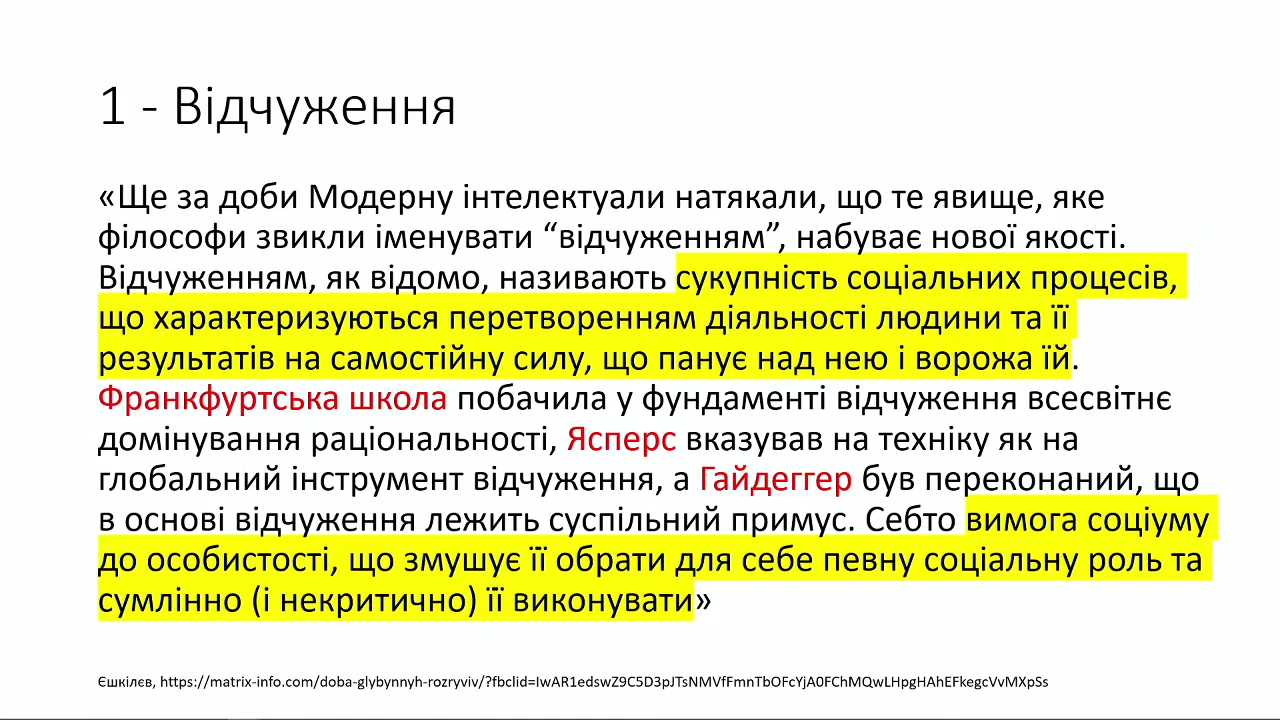 1 - Відчуження
«Ще за доби Модерну інтелектуали натякали, що те явище, яке
філософи звикли іменувати “відчуженням”, набуває нової якості.
Відчуженням, як відомо, називають сукупність соціальних процесів,
що характеризуються перетворенням діяльності людини та її
результатів на самостійну силу, що панує над нею і ворожа їй.
Франкфуртська школа побачила у фундаменті відчуження всесвітнє
домінування раціональності, Ясперс вказував на техніку як на
глобальний інструмент відчуження, а Гайдеггер був переконаний, що
в основі відчуження лежить суспільний примус. Себто вимога соціуму
до особистості, що змушує її обрати для себе певну соціальну роль та
сумлінно (і некритично) її виконувати»
Єшкілєв, https://matrix-info.com/doba-glybynnyh-rozryviv/?fbclid=IwAR1edswZ9C5D3pJTsNMVfFmnTbOFcYjA0FChMQwLHpgHAhEFkegcVvMXpSs